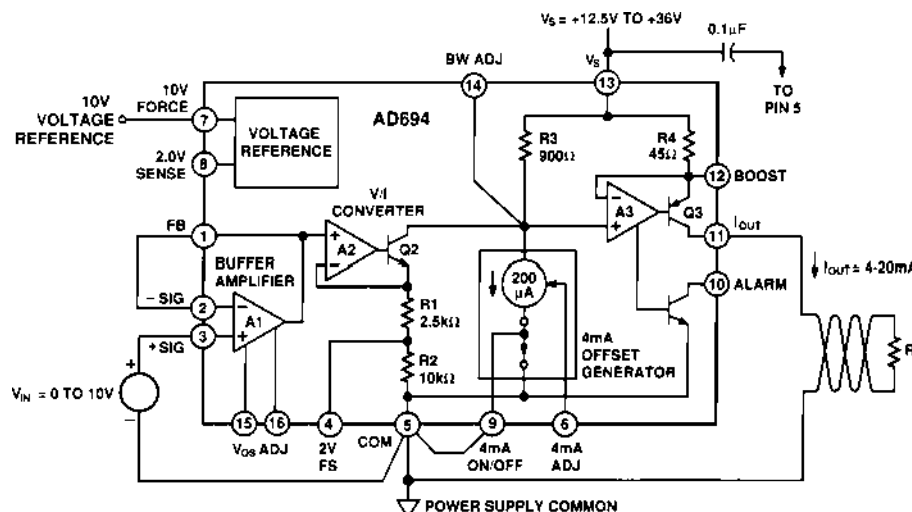 Vs = +12.5V TO +36V
0.1µF
TO
PIN 5
BW ADJ
14
Vs
13
10V
FORCE
10V
VOLTAGE
REFERENCE
7
VOLTAGE
REFERENCE
AD694
2.0V
SENSE
8
R3
900Ω
R4
45Ω
12
BOOST
V/I
CONVERTER
FB
1
A2
Q2
A3
Q3
11
IOUT
BUFFER
AMPLIFIER
– SIG
2
A1
+SIG
3
200
µA
10
ALARM
IOUT = 4-20mA
R1
2.5kΩ
R2
10kΩ
4mA
OFFSET
GENERATOR
R
VIN = 0 TO 10V
15
16
4
5
9
6
VOS ADJ
2V
FS
COM
4mA
ON/OFF
4mA
ADJ
POWER SUPPLY COMMON